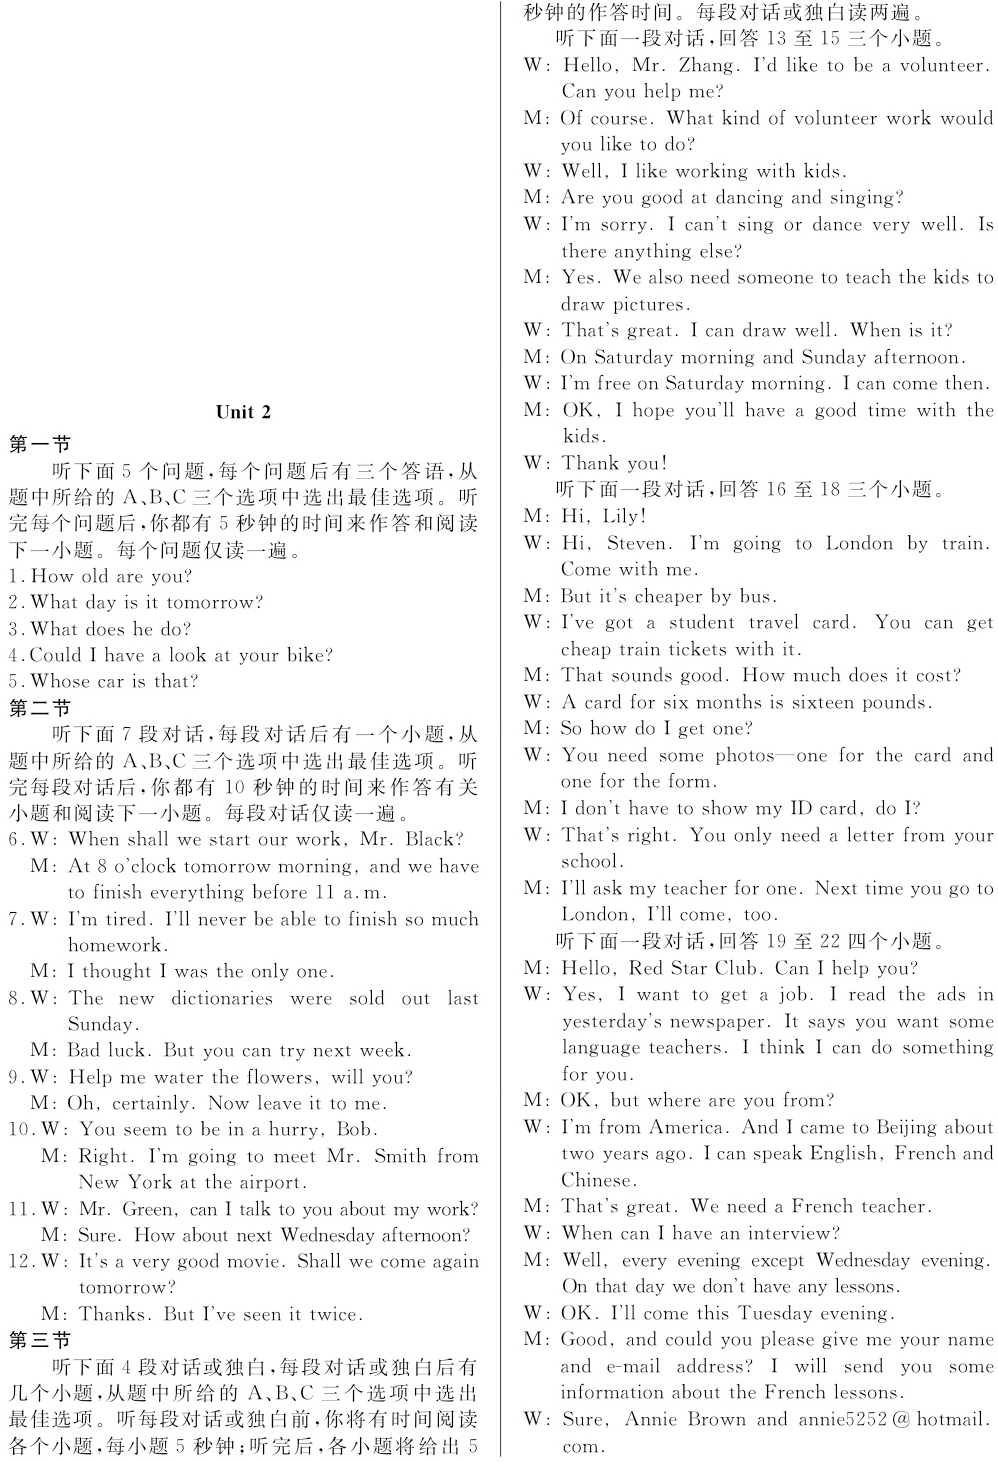 Unit 2
第一节
听下面 5 个问题,每个问题后有三个答语,从
题中所给的 A、B、C 三个选项中选出最佳选项。听
完每个问题后,你都有 5 秒钟的时间来作答和阅读
下一小题。每个问题仅读一遍。
1. How old are you?
2. What day is it tomorrow?
3. What does he do?
4. Could I have a look at your bike?
5. Whose car is that?
第二节
听下面 7 段对话,每段对话后有一个小题,从
题中所给的 A、B、C 三个选项中选出最佳选项。听
完每段对话后,你都有 10 秒钟的时间来作答有关
小题和阅读下一小题。每段对话仅读一遍。
6. W: When shall we start our work, Mr. Black?
M: At 8 o'clock tomorrow morning, and we have
to finish everything before 11 a.m.
7. W: I'm tired. I'll never be able to finish so much
homework.
M: I thought I was the only one.
8. W: The new dictionaries were sold out last
Sunday.
M: Bad luck. But you can try next week.
9. W: Help me water the flowers, will you?
M: Oh, certainly. Now leave it to me.
10. W: You seem to be in a hurry, Bob.
M: Right. I'm going to meet Mr. Smith from
New York at the airport.
11. W: Mr. Green, can I talk to you about my work?
M: Sure. How about next Wednesday afternoon?
12. W: It's a very good movie. Shall we come again
tomorrow?
M: Thanks. But I've seen it twice.
第三节
听下面 4 段对话或独白,每段对话或独白后有
几个小题,从题中所给的 A、B、C 三个选项中选出
最佳选项。听每段对话或独白前,你将有时间阅读
各个小题,每小题 5 秒钟;听完后,各小题将给出 5
秒钟的作答时间。每段对话或独白读两遍。
听下面一段对话,回答 13 至 15 三个小题。
W: Hello, Mr. Zhang. I'd like to be a volunteer.
Can you help me?
M: Of course. What kind of volunteer work would
you like to do?
W: Well, I like working with kids.
M: Are you good at dancing and singing?
W: I'm sorry. I can't sing or dance very well. Is
there anything else?
M: Yes. We also need someone to teach the kids to
draw pictures.
W: That's great. I can draw well. When is it?
M: On Saturday morning and Sunday afternoon.
W: I'm free on Saturday morning. I can come then.
M: OK, I hope you'll have a good time with the
kids.
W: Thank you!
听下面一段对话,回答 16 至 18 三个小题。
M: Hi, Lily!
W: Hi, Steven. I'm going to London by train.
Come with me.
M: But it's cheaper by bus.
W: I've got a student travel card. You can get
cheap train tickets with it.
M: That sounds good. How much does it cost?
W: A card for six months is sixteen pounds.
M: So how do I get one?
W: You need some photos—one for the card and
one for the form.
M: I don't have to show my ID card, do I?
W: That's right. You only need a letter from your
school.
M: I'll ask my teacher for one. Next time you go to
London, I'll come, too.
听下面一段对话,回答 19 至 22 四个小题。
M: Hello, Red Star Club. Can I help you?
W: Yes, I want to get a job. I read the ads in
yesterday's newspaper. It says you want some
language teachers. I think I can do something
for you.
M: OK, but where are you from?
W: I'm from America. And I came to Beijing about
two years ago. I can speak English, French and
Chinese.
M: That's great. We need a French teacher.
W: When can I have an interview?
M: Well, every evening except Wednesday evening.
On that day we don't have any lessons.
W: OK. I'll come this Tuesday evening.
M: Good, and could you please give me your name
and e-mail address? I will send you some
information about the French lessons.
W: Sure, Annie Brown and annie5252@hotmail.
com.